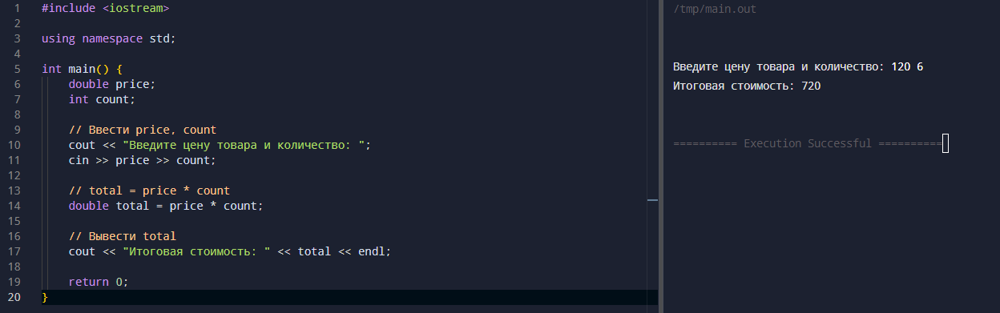 1 #include <iostream>
2
3 using namespace std;
4
5 int main() {
6     double price;
7     int count;
8
9     // Ввести price, count
10     cout << "Введите цену товара и количество: ";
11     cin >> price >> count;
12
13     // total = price * count
14     double total = price * count;
15
16     // Вывести total
17     cout << "Итоговая стоимость: " << total << endl;
18
19     return 0;
20 }
/tmp/main.out
Введите цену товара и количество: 120 6
Итоговая стоимость: 720
========== Execution Successful ==========